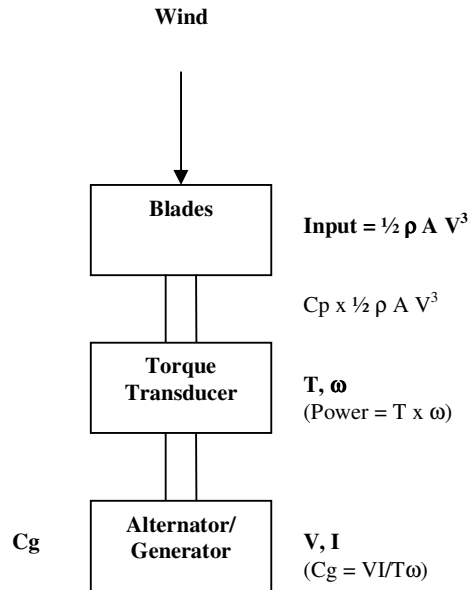 Wind
Blades
Input = ½ ρ A V³
Cp x ½ ρ A V³
Torque
Transducer
T, ω
(Power = T x ω)
Cg
Alternator/
Generator
V, I
(Cg = VI/Tω)